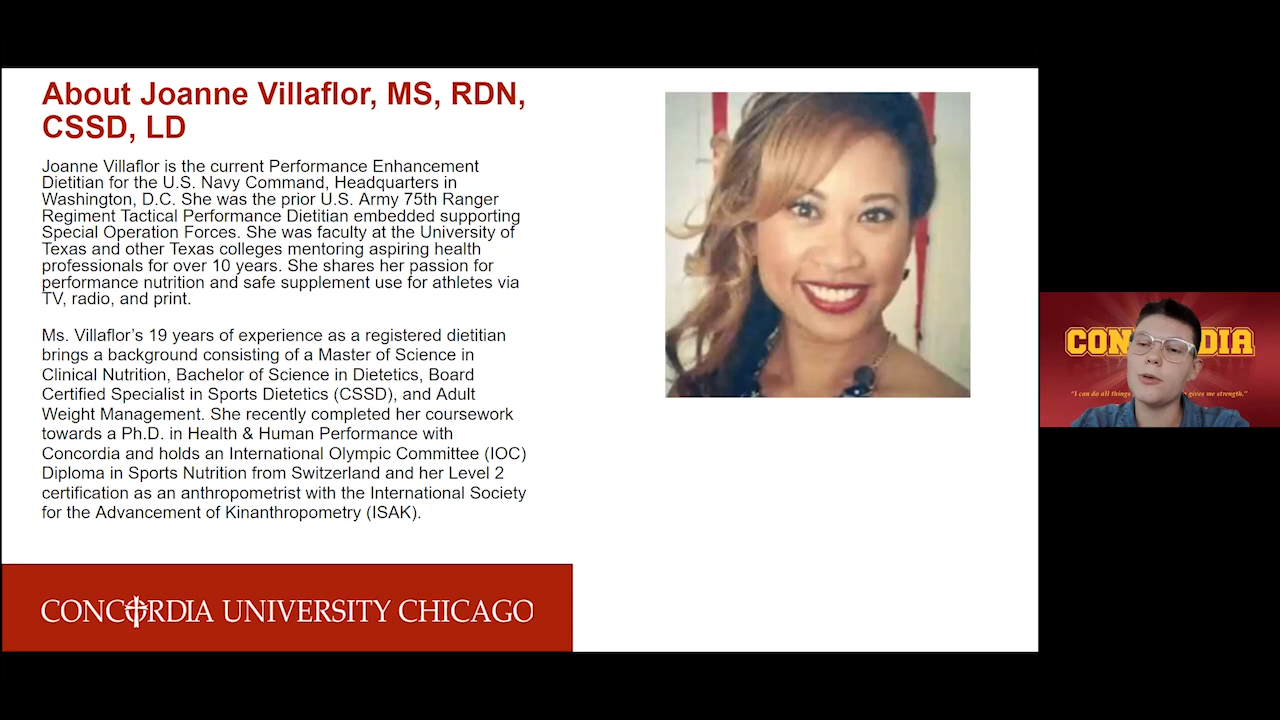 About Joanne Villaflor, MS, RDN,
CSSD, LD
Joanne Villaflor is the current Performance Enhancement
Dietitian for the U.S. Navy Command, Headquarters in
Washington, D.C. She was the prior U.S. Army 75th Ranger
Regiment Tactical Performance Dietitian embedded supporting
Special Operation Forces. She was faculty at the University of
Texas and other Texas colleges mentoring aspiring health
professionals for over 10 years. She shares her passion for
performance nutrition and safe supplement use for athletes via
TV, radio, and print.
Ms. Villaflor’s 19 years of experience as a registered dietitian
brings a background consisting of a Master of Science in
Clinical Nutrition, Bachelor of Science in Dietetics, Board
Certified Specialist in Sports Dietetics (CSSD), and Adult
Weight Management. She recently completed her coursework
towards a Ph.D. in Health & Human Performance with
Concordia and holds an International Olympic Committee (IOC)
Diploma in Sports Nutrition from Switzerland and her Level 2
certification as an anthropometrist with the International Society
for the Advancement of Kinanthropometry (ISAK).
CONCORDIA UNIVERSITY CHICAGO
CON DIA
"I can do all things gives me strength."